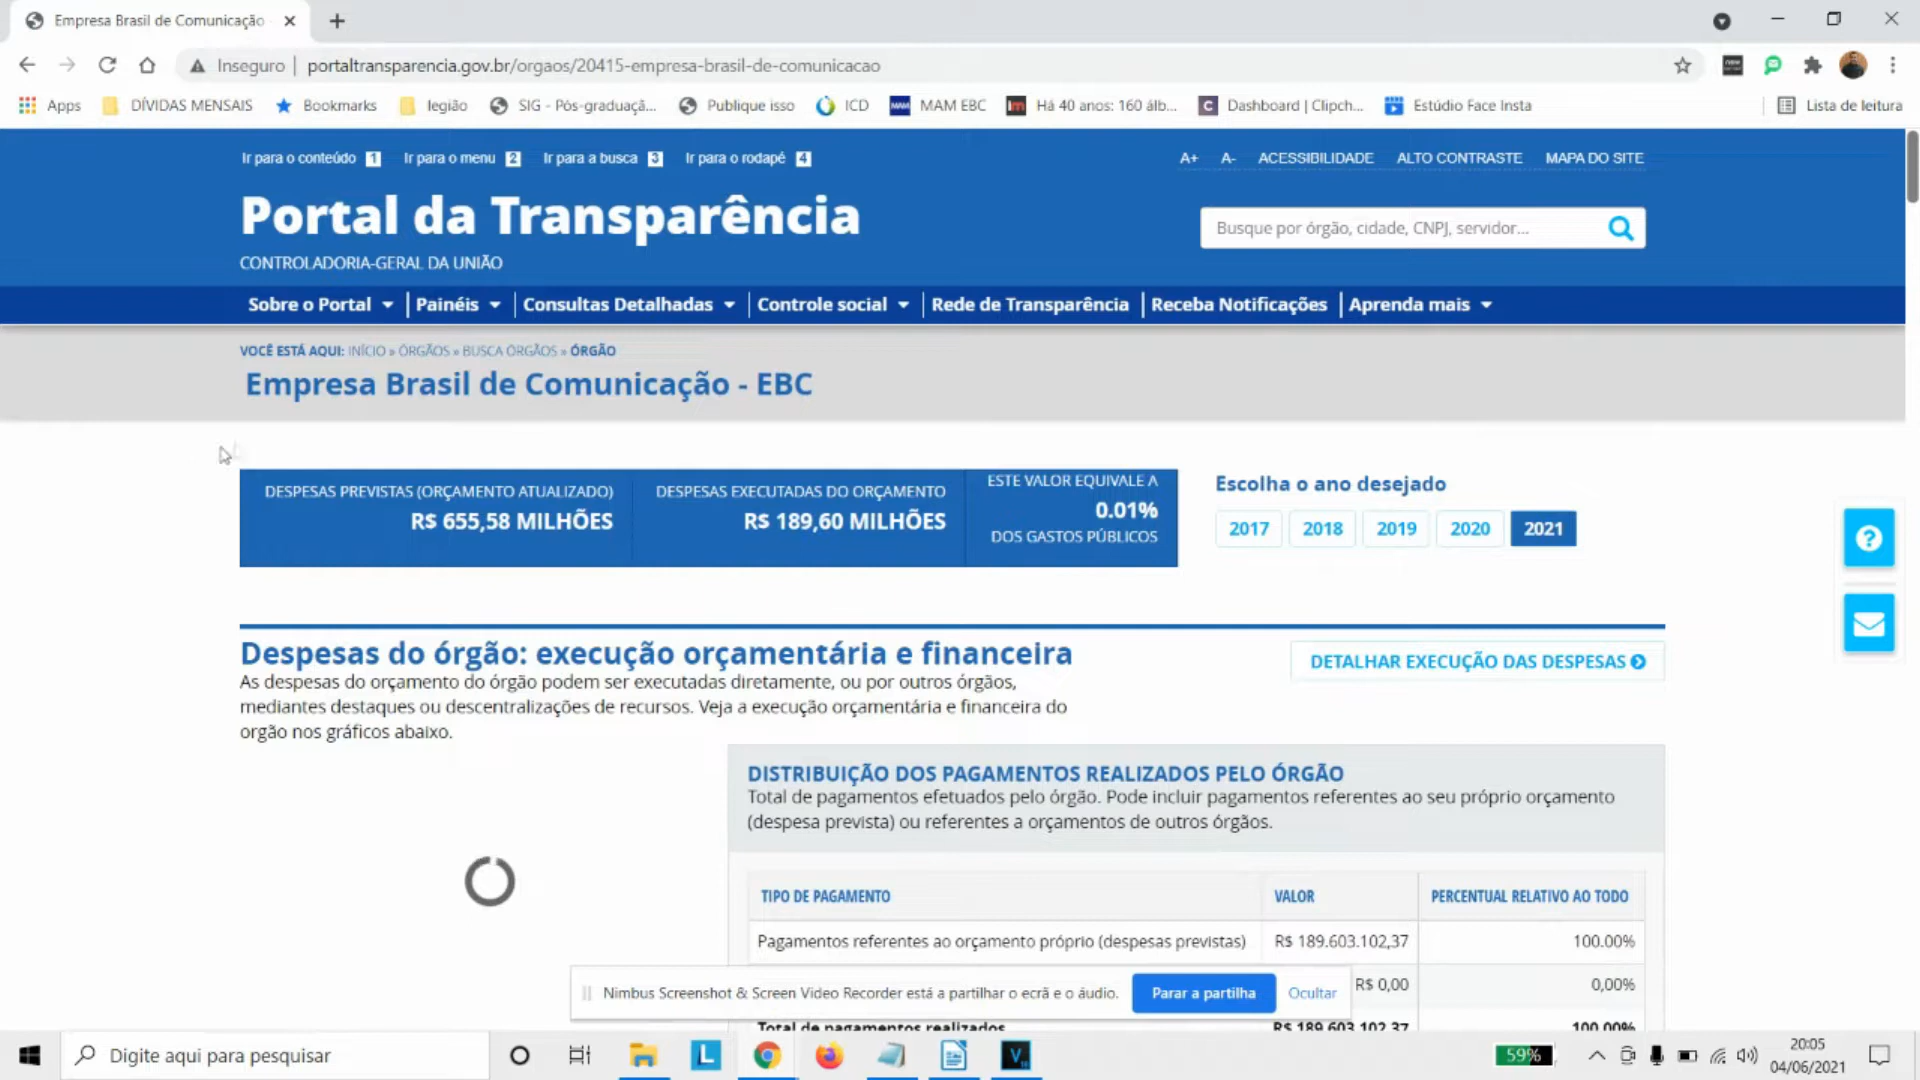 Empresa Brasil de Comunicação
Inseguro | portaltransparencia.gov.br/orgaos/20415-empresa-brasil-de-comunicacao
Apps DÍVIDAS MENSAIS Bookmarks legião SIG - Pós-graduaçã... Publique isso ICD MAM EBC Há 40 anos: 160 álb... Dashboard | Clipch... Estúdio Face Insta Lista de leitura
Ir para o conteúdo 1 Ir para o menu 2 Ir para a busca 3 Ir para o rodapé 4
A+ A- ACESSIBILIDADE ALTO CONTRASTE MAPA DO SITE
Portal da Transparência
Busque por órgão, cidade, CNPJ, servidor...
CONTROLADORIA-GERAL DA UNIÃO
Sobre o Portal Painéis Consultas Detalhadas Controle social Rede de Transparência Receba Notificações Aprenda mais
VOCÊ ESTÁ AQUI: INÍCIO » ÓRGÃOS » BUSCA ÓRGÃOS » ÓRGÃO
Empresa Brasil de Comunicação - EBC
DESPESAS PREVISTAS (ORÇAMENTO ATUALIZADO)
R$ 655,58 MILHÕES
DESPESAS EXECUTADAS DO ORÇAMENTO
R$ 189,60 MILHÕES
ESTE VALOR EQUIVALE A
0.01%
DOS GASTOS PÚBLICOS
Escolha o ano desejado
2017 2018 2019 2020 2021
Despesas do órgão: execução orçamentária e financeira
DETALHAR EXECUÇÃO DAS DESPESAS
As despesas do orçamento do órgão podem ser executadas diretamente, ou por outros órgãos,
mediantes destaques ou descentralizações de recursos. Veja a execução orçamentária e financeira do
orgão nos gráficos abaixo.
DISTRIBUIÇÃO DOS PAGAMENTOS REALIZADOS PELO ÓRGÃO
Total de pagamentos efetuados pelo órgão. Pode incluir pagamentos referentes ao seu próprio orçamento
(despesa prevista) ou referentes a orçamentos de outros órgãos.
TIPO DE PAGAMENTO VALOR PERCENTUAL RELATIVO AO TODO
Pagamentos referentes ao orçamento próprio (despesas previstas) R$ 189.603.102,37 100.00%
R$ 0,00 0,00%
Nimbus Screenshot & Screen Video Recorder está a partilhar o ecrã e o áudio. Parar a partilha Ocultar
Total de pagamentos realizados R$ 189.603.102,37 100.00%
Digite aqui para pesquisar
59%
20:05
04/06/2021